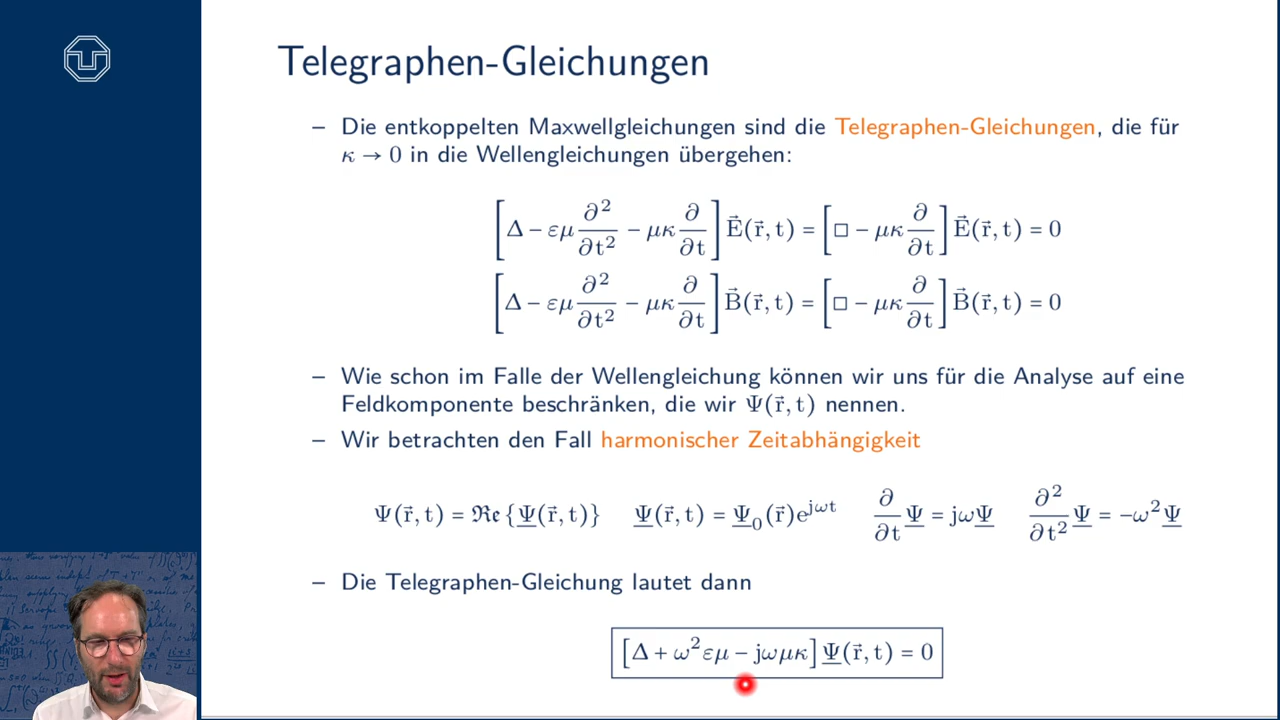 Telegraphen-Gleichungen
– Die entkoppelten Maxwellgleichungen sind die Telegraphen-Gleichungen, die für
κ → 0 in die Wellengleichungen übergehen:
[Δ − εμ ∂²/∂t² − μκ ∂/∂t] E⃗(r⃗, t) = [□ − μκ ∂/∂t] E⃗(r⃗, t) = 0
[Δ − εμ ∂²/∂t² − μκ ∂/∂t] B⃗(r⃗, t) = [□ − μκ ∂/∂t] B⃗(r⃗, t) = 0
– Wie schon im Falle der Wellengleichung können wir uns für die Analyse auf eine
Feldkomponente beschränken, die wir Ψ(r⃗, t) nennen.
– Wir betrachten den Fall harmonischer Zeitabhängigkeit
Ψ(r⃗, t) = ℜe {Ψ̲(r⃗, t)} Ψ̲(r⃗, t) = Ψ̲₀(r⃗)e^{jωt} ∂/∂t Ψ̲ = jωΨ̲ ∂²/∂t² Ψ̲ = −ω²Ψ̲
– Die Telegraphen-Gleichung lautet dann
[Δ + ω²εμ − jωμκ] Ψ̲(r⃗, t) = 0